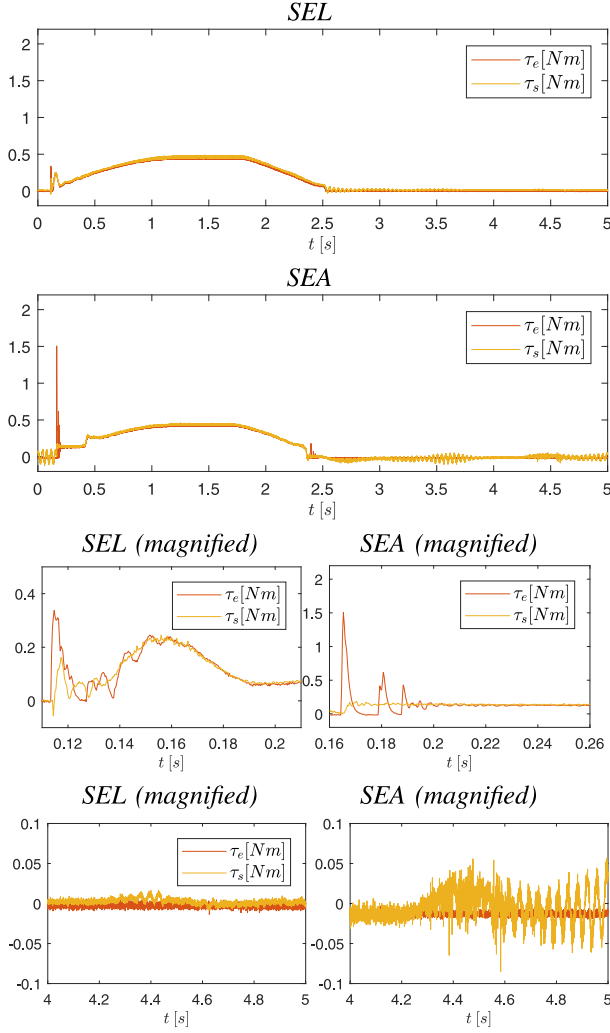 SEL
2
1.5
1
0.5
0
τe[Nm]
τs[Nm]
0 0.5 1 1.5 2 2.5 3 3.5 4 4.5 5
t [s]
SEA
2
1.5
1
0.5
0
τe[Nm]
τs[Nm]
0 0.5 1 1.5 2 2.5 3 3.5 4 4.5 5
t [s]
SEL (magnified)
0.4
0.2
0
τe[Nm]
τs[Nm]
0.12 0.14 0.16 0.18 0.2
t [s]
SEA (magnified)
2
1.5
1
0.5
0
τe[Nm]
τs[Nm]
0.16 0.18 0.2 0.22 0.24 0.26
t [s]
SEL (magnified)
0.1
0.05
0
-0.05
-0.1
τe[Nm]
τs[Nm]
4 4.2 4.4 4.6 4.8 5
t [s]
SEA (magnified)
0.1
0.05
0
-0.05
-0.1
4 4.2 4.4 4.6 4.8 5
t [s]